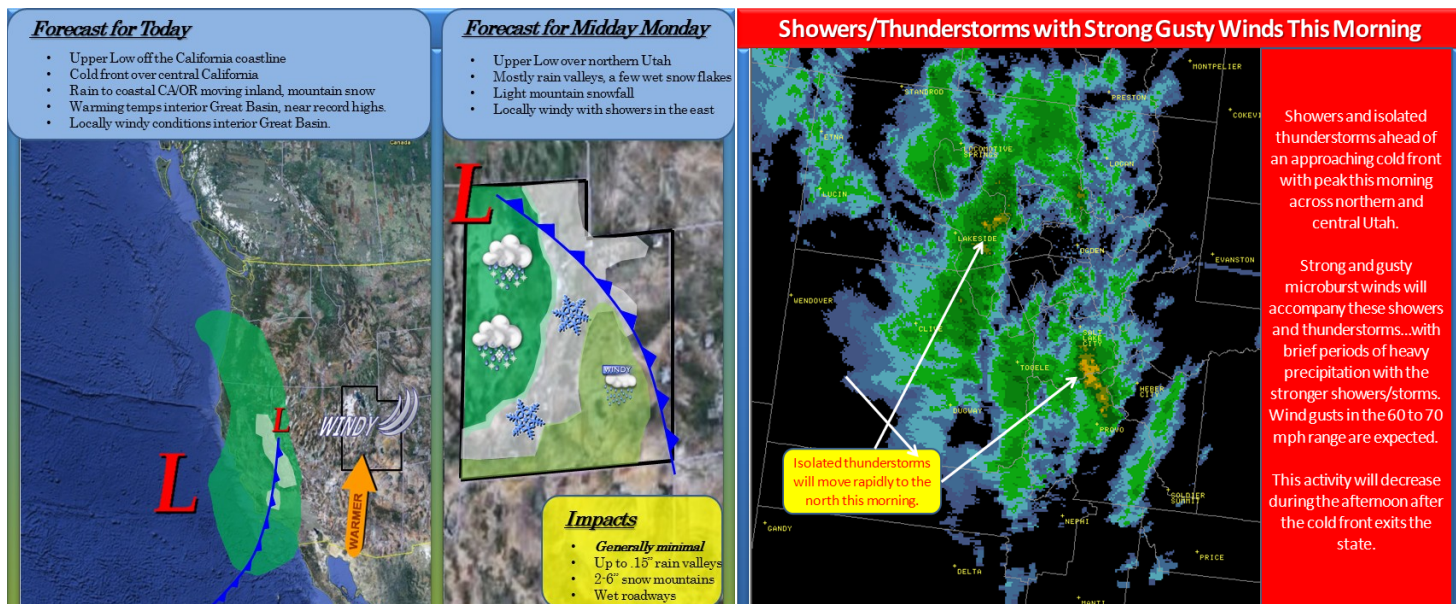 Forecast for Today
• Upper Low off the California coastline
• Cold front over central California
• Rain to coastal CA/OR moving inland, mountain snow
• Warming temps interior Great Basin, near record highs.
• Locally windy conditions interior Great Basin.
Canada
L
L
WINDY
WARMER
Forecast for Midday Monday
• Upper Low over northern Utah
• Mostly rain valleys, a few wet snow flakes
• Light mountain snowfall
• Locally windy with showers in the east
L
WINDY
Impacts
• Generally minimal
• Up to .15" rain valleys
• 2-6" snow mountains
• Wet roadways
Showers/Thunderstorms with Strong Gusty Winds This Morning
MONTPELIER
STANDROD
PRESTON
COKEVI
ETNA
LOCOMOTIVE
SPRINGS
LOGAN
LUCIN
LAKESIDE
OGDEN
EVANSTON
WENDOVER
CLIVE
SALT
LAKE
CITY
TOOELE
HEBER
CITY
DUGWAY
PROVO
Isolated thunderstorms
will move rapidly to the
north this morning.
SOLDIER
SUMMIT
GANDY
NEPHI
PRICE
DELTA
MANTI
Showers and isolated
thunderstorms ahead of
an approaching cold front
with peak this morning
across northern and
central Utah.
Strong and gusty
microburst winds will
accompany these showers
and thunderstorms...with
brief periods of heavy
precipitation with the
stronger showers/storms.
Wind gusts in the 60 to 70
mph range are expected.
This activity will decrease
during the afternoon after
the cold front exits the
state.